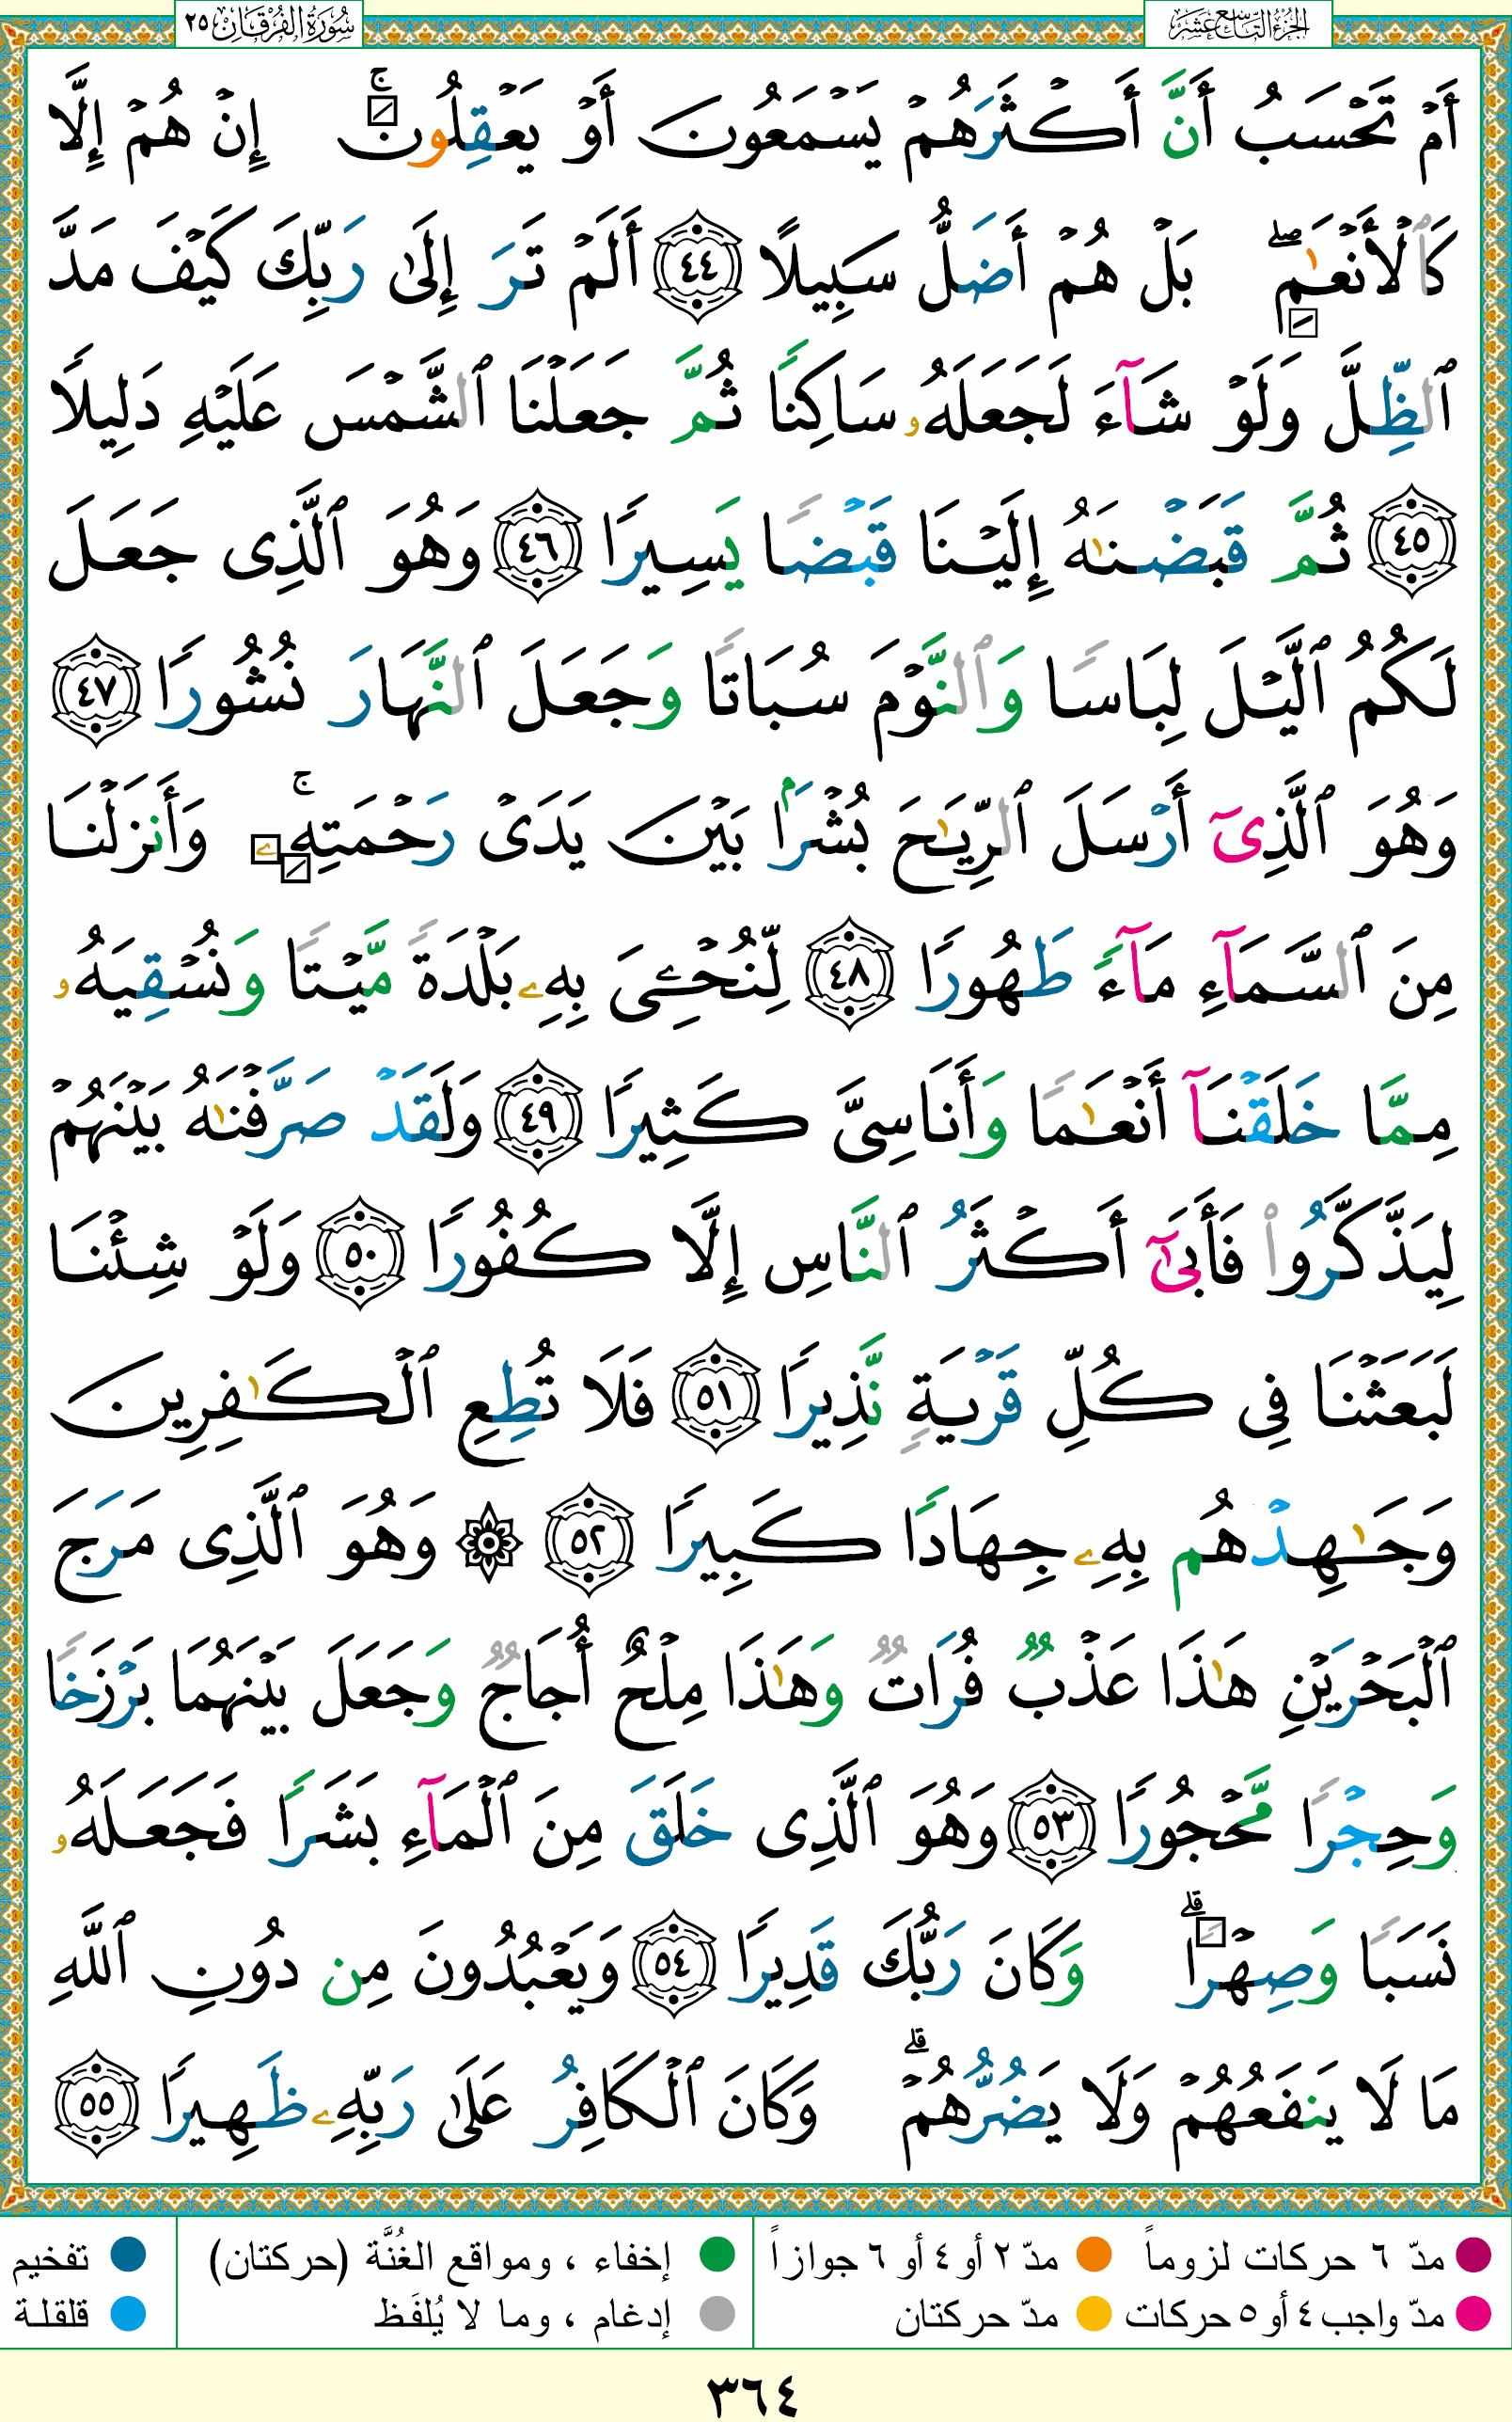 الجزء التاسع عشر
سورة الفرقان ٢٥
أَمْ تَحْسَبُ أَنَّ أَكْثَرَهُمْ يَسْمَعُونَ أَوْ يَعْقِلُونَ ۚ إِنْ هُمْ إِلَّا
كَٱلْأَنْعَٰمِ ۖ بَلْ هُمْ أَضَلُّ سَبِيلًا ٤٤ أَلَمْ تَرَ إِلَىٰ رَبِّكَ كَيْفَ مَدَّ
ٱلظِّلَّ وَلَوْ شَآءَ لَجَعَلَهُۥ سَاكِنًا ثُمَّ جَعَلْنَا ٱلشَّمْسَ عَلَيْهِ دَلِيلًا
٤٥ ثُمَّ قَبَضْنَٰهُ إِلَيْنَا قَبْضًا يَسِيرًا ٤٦ وَهُوَ ٱلَّذِى جَعَلَ
لَكُمُ ٱلَّيْلَ لِبَاسًا وَٱلنَّوْمَ سُبَاتًا وَجَعَلَ ٱلنَّهَارَ نُشُورًا ٤٧
وَهُوَ ٱلَّذِىٓ أَرْسَلَ ٱلرِّيَٰحَ بُشْرًۢا بَيْنَ يَدَىْ رَحْمَتِهِۦ ۚ وَأَنزَلْنَا
مِنَ ٱلسَّمَآءِ مَآءً طَهُورًا ٤٨ لِّنُحْـِۧىَ بِهِۦ بَلْدَةً مَّيْتًا وَنُسْقِيَهُۥ
مِمَّا خَلَقْنَآ أَنْعَٰمًا وَأَنَاسِىَّ كَثِيرًا ٤٩ وَلَقَدْ صَرَّفْنَٰهُ بَيْنَهُمْ
لِيَذَّكَّرُوا۟ فَأَبَىٰٓ أَكْثَرُ ٱلنَّاسِ إِلَّا كُفُورًا ٥٠ وَلَوْ شِئْنَا
لَبَعَثْنَا فِى كُلِّ قَرْيَةٍ نَّذِيرًا ٥١ فَلَا تُطِعِ ٱلْكَٰفِرِينَ
وَجَٰهِدْهُم بِهِۦ جِهَادًا كَبِيرًا ٥٢ ۞ وَهُوَ ٱلَّذِى مَرَجَ
ٱلْبَحْرَيْنِ هَٰذَا عَذْبٌ فُرَاتٌ وَهَٰذَا مِلْحٌ أُجَاجٌ وَجَعَلَ بَيْنَهُمَا بَرْزَخًا
وَحِجْرًا مَّحْجُورًا ٥٣ وَهُوَ ٱلَّذِى خَلَقَ مِنَ ٱلْمَآءِ بَشَرًا فَجَعَلَهُۥ
نَسَبًا وَصِهْرًا ۗ وَكَانَ رَبُّكَ قَدِيرًا ٥٤ وَيَعْبُدُونَ مِن دُونِ ٱللَّهِ
مَا لَا يَنفَعُهُمْ وَلَا يَضُرُّهُمْ ۗ وَكَانَ ٱلْكَافِرُ عَلَىٰ رَبِّهِۦ ظَهِيرًا ٥٥
مدّ ٦ حركات لزوماً مدّ ٢ أو ٤ أو ٦ جوازاً إخفاء ، ومواقع الغُنَّة (حركتان) تفخيم
مدّ واجب ٤ أو ٥ حركات مدّ حركتان إدغام ، وما لا يُلفَظ قلقلة
٣٦٤